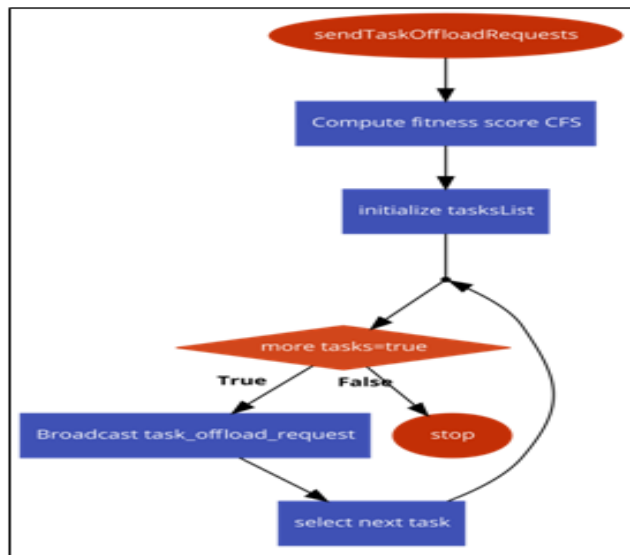 sendTaskOffloadRequests
Compute fitness score CFS
initialize tasksList
more tasks=true
True
False
Broadcast task_offload_request
stop
select next task